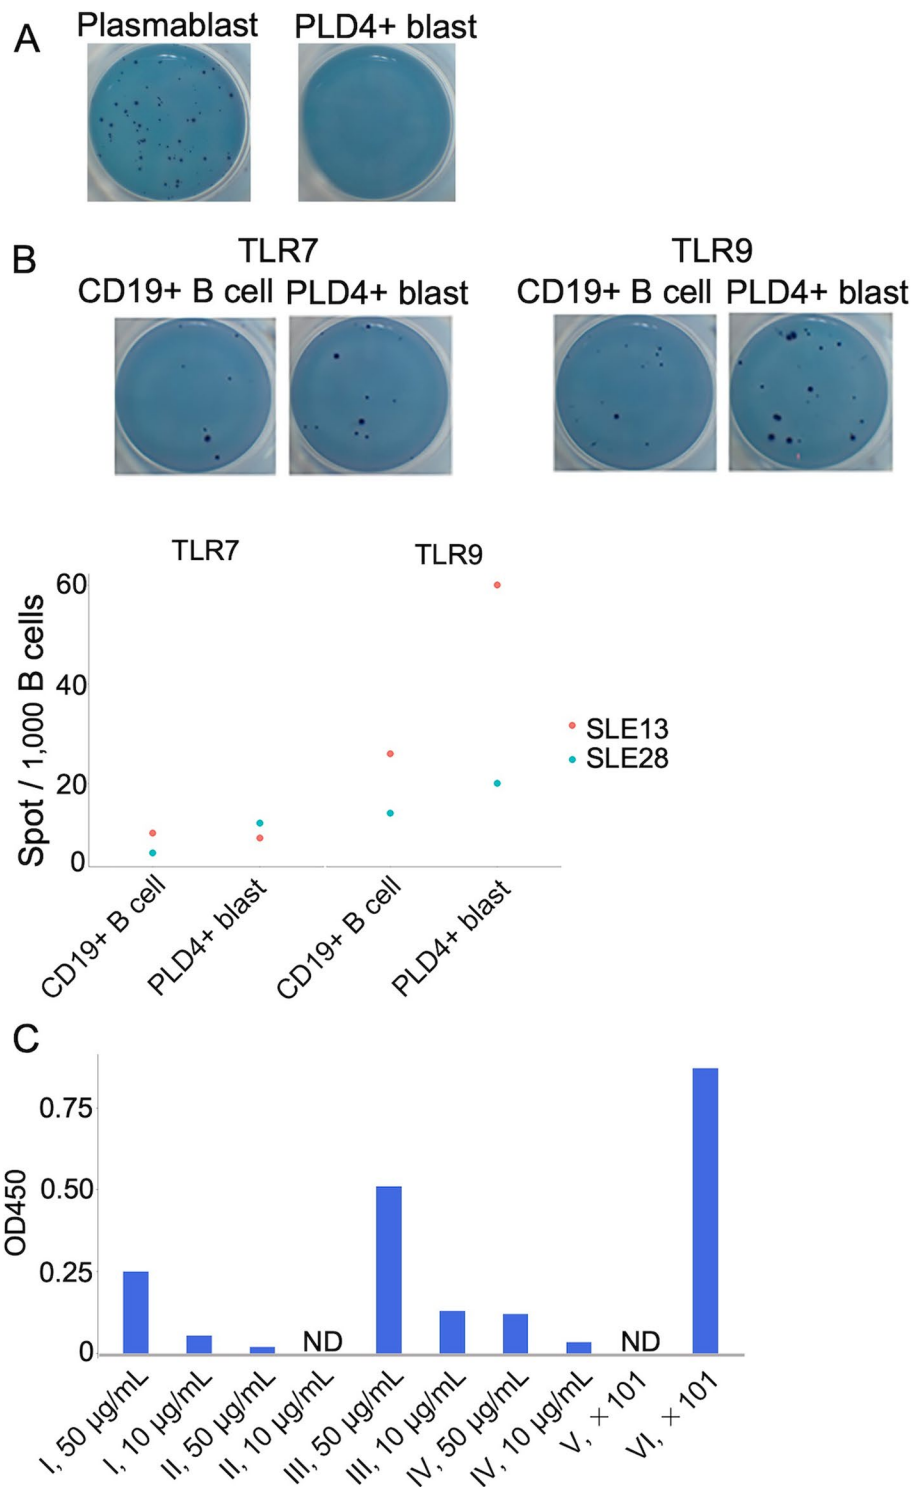 A
Plasmablast PLD4+ blast
B
TLR7 TLR9
CD19+ B cell PLD4+ blast CD19+ B cell PLD4+ blast
TLR7 TLR9
Spot / 1,000 B cells
60
40
20
0
SLE13
SLE28
CD19+ B cell
PLD4+ blast
CD19+ B cell
PLD4+ blast
C
OD450
0.75
0.50
0.25
0
ND
ND
I, 50 µg/mL
I, 10 µg/mL
II, 50 µg/mL
II, 10 µg/mL
III, 50 µg/mL
III, 10 µg/mL
IV, 50 µg/mL
IV, 10 µg/mL
V, × 101
VI, × 101